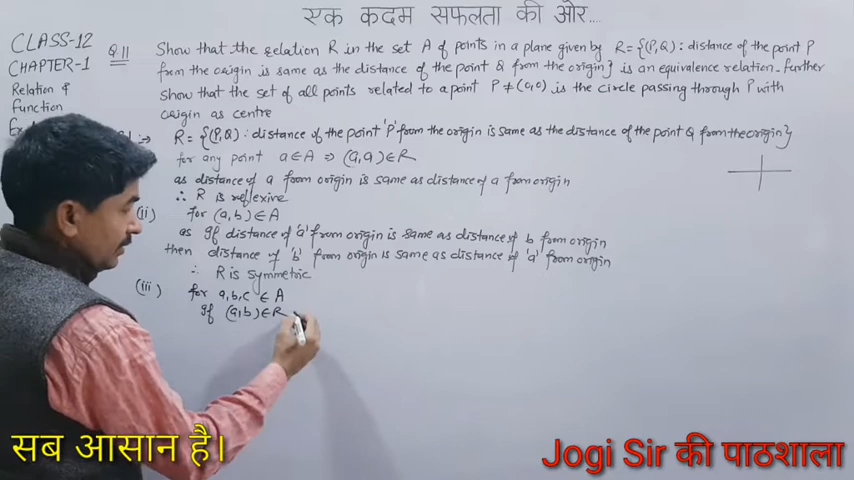 एक कदम सफलता की ओर....
CLASS-12
CHAPTER-1
Relation &
Function
Q.11 Show that the relation R in the set A of points in a plane given by R = {(P,Q) : distance of the point P
from the origin is same as the distance of the point Q from the origin} is an equivalence relation. further
show that the set of all points related to a point P ≠ (0,0) is the circle passing through P with
origin as centre
R = {(P,Q) : distance of the point 'P' from the origin is same as the distance of the point Q from the origin}
for any point a ∈ A ⇒ (a,a) ∈ R
as distance of a from origin is same as distance of a from origin
∴ R is reflexive
(ii) for (a,b) ∈ A
as if distance of 'a' from origin is same as distance of b from origin
then distance of 'b' from origin is same as distance of 'a' from origin
∴ R is symmetric
(iii) for a,b,c ∈ A
if (a,b) ∈ R
सब आसान है।
Jogi Sir की पाठशाला